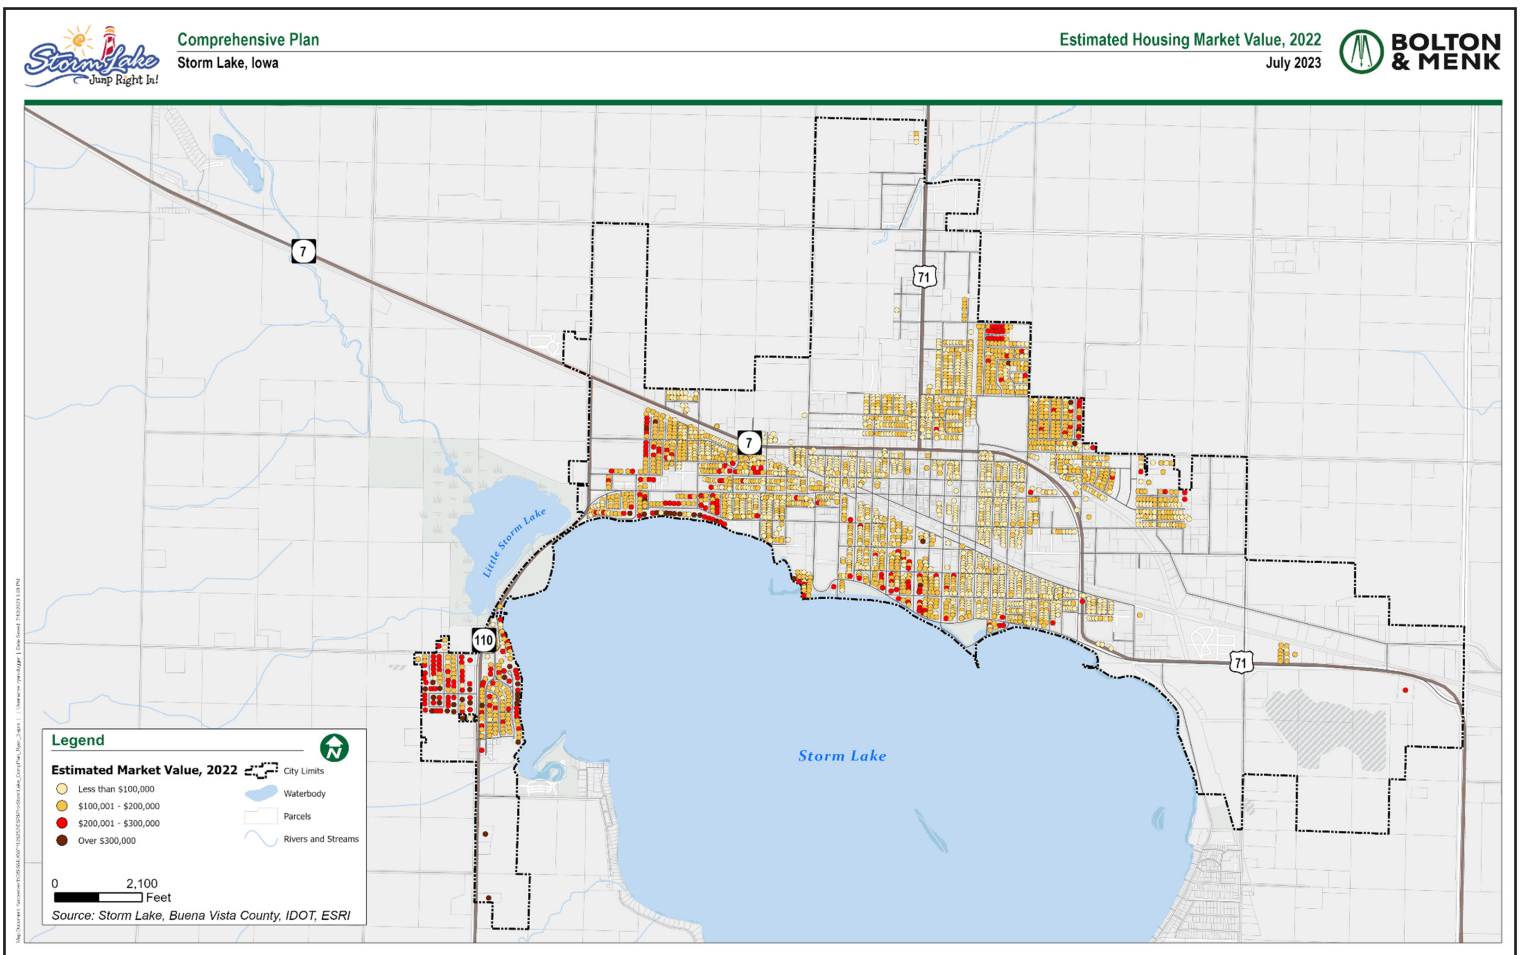 Storm Lake
Jump Right In!
Comprehensive Plan
Storm Lake, Iowa
Estimated Housing Market Value, 2022
July 2023
BOLTON
& MENK
7
71
7
Little Storm Lake
110
71
Storm Lake
Legend
N
Estimated Market Value, 2022
Less than $100,000
$100,001 - $200,000
$200,001 - $300,000
Over $300,000
City Limits
Waterbody
Parcels
Rivers and Streams
0 2,100
Feet
Source: Storm Lake, Buena Vista County, IDOT, ESRI